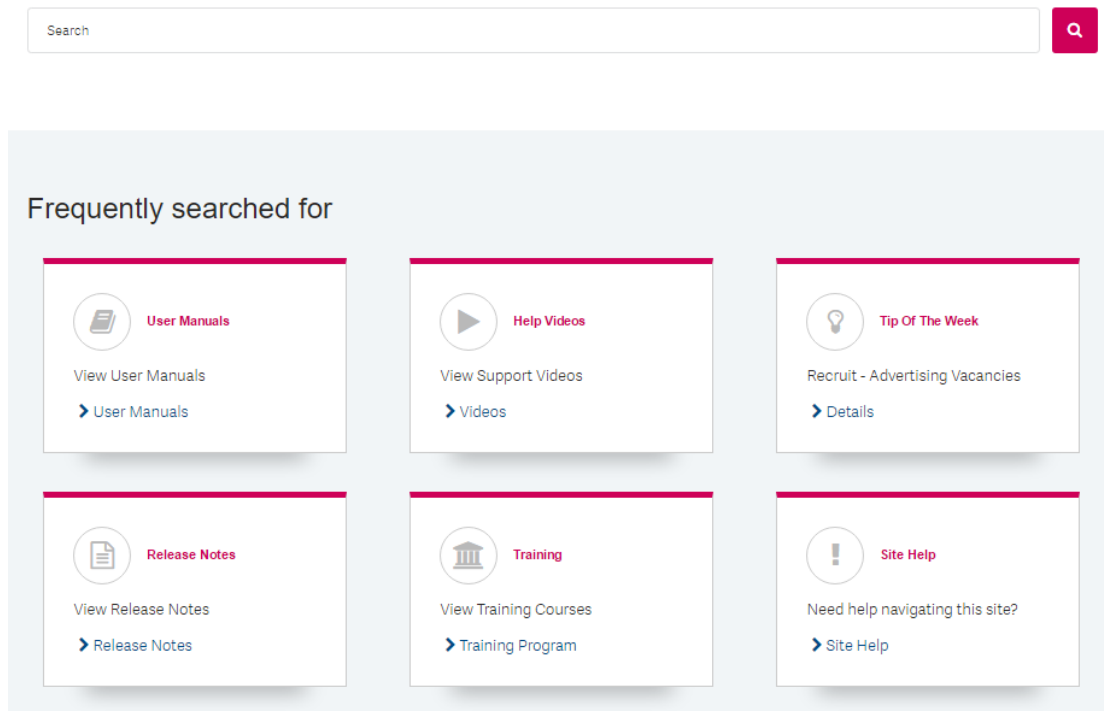 Search
Frequently searched for
User Manuals
View User Manuals
User Manuals
Help Videos
View Support Videos
Videos
Tip Of The Week
Recruit - Advertising Vacancies
Details
Release Notes
View Release Notes
Release Notes
Training
View Training Courses
Training Program
Site Help
Need help navigating this site?
Site Help